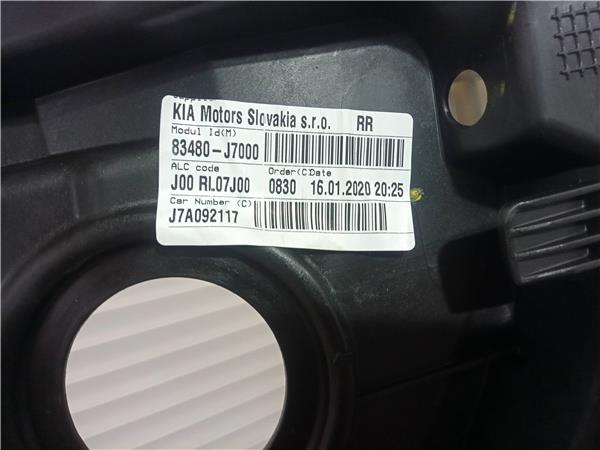 Supplier
KIA Motors Slovakia s.r.o. RR
Modul Id(M)
83480-J7000
ALC code Order(C)Date
J00 RL07J00 0830 16.01.2020 20:25
Car Number (C)
J7A092117